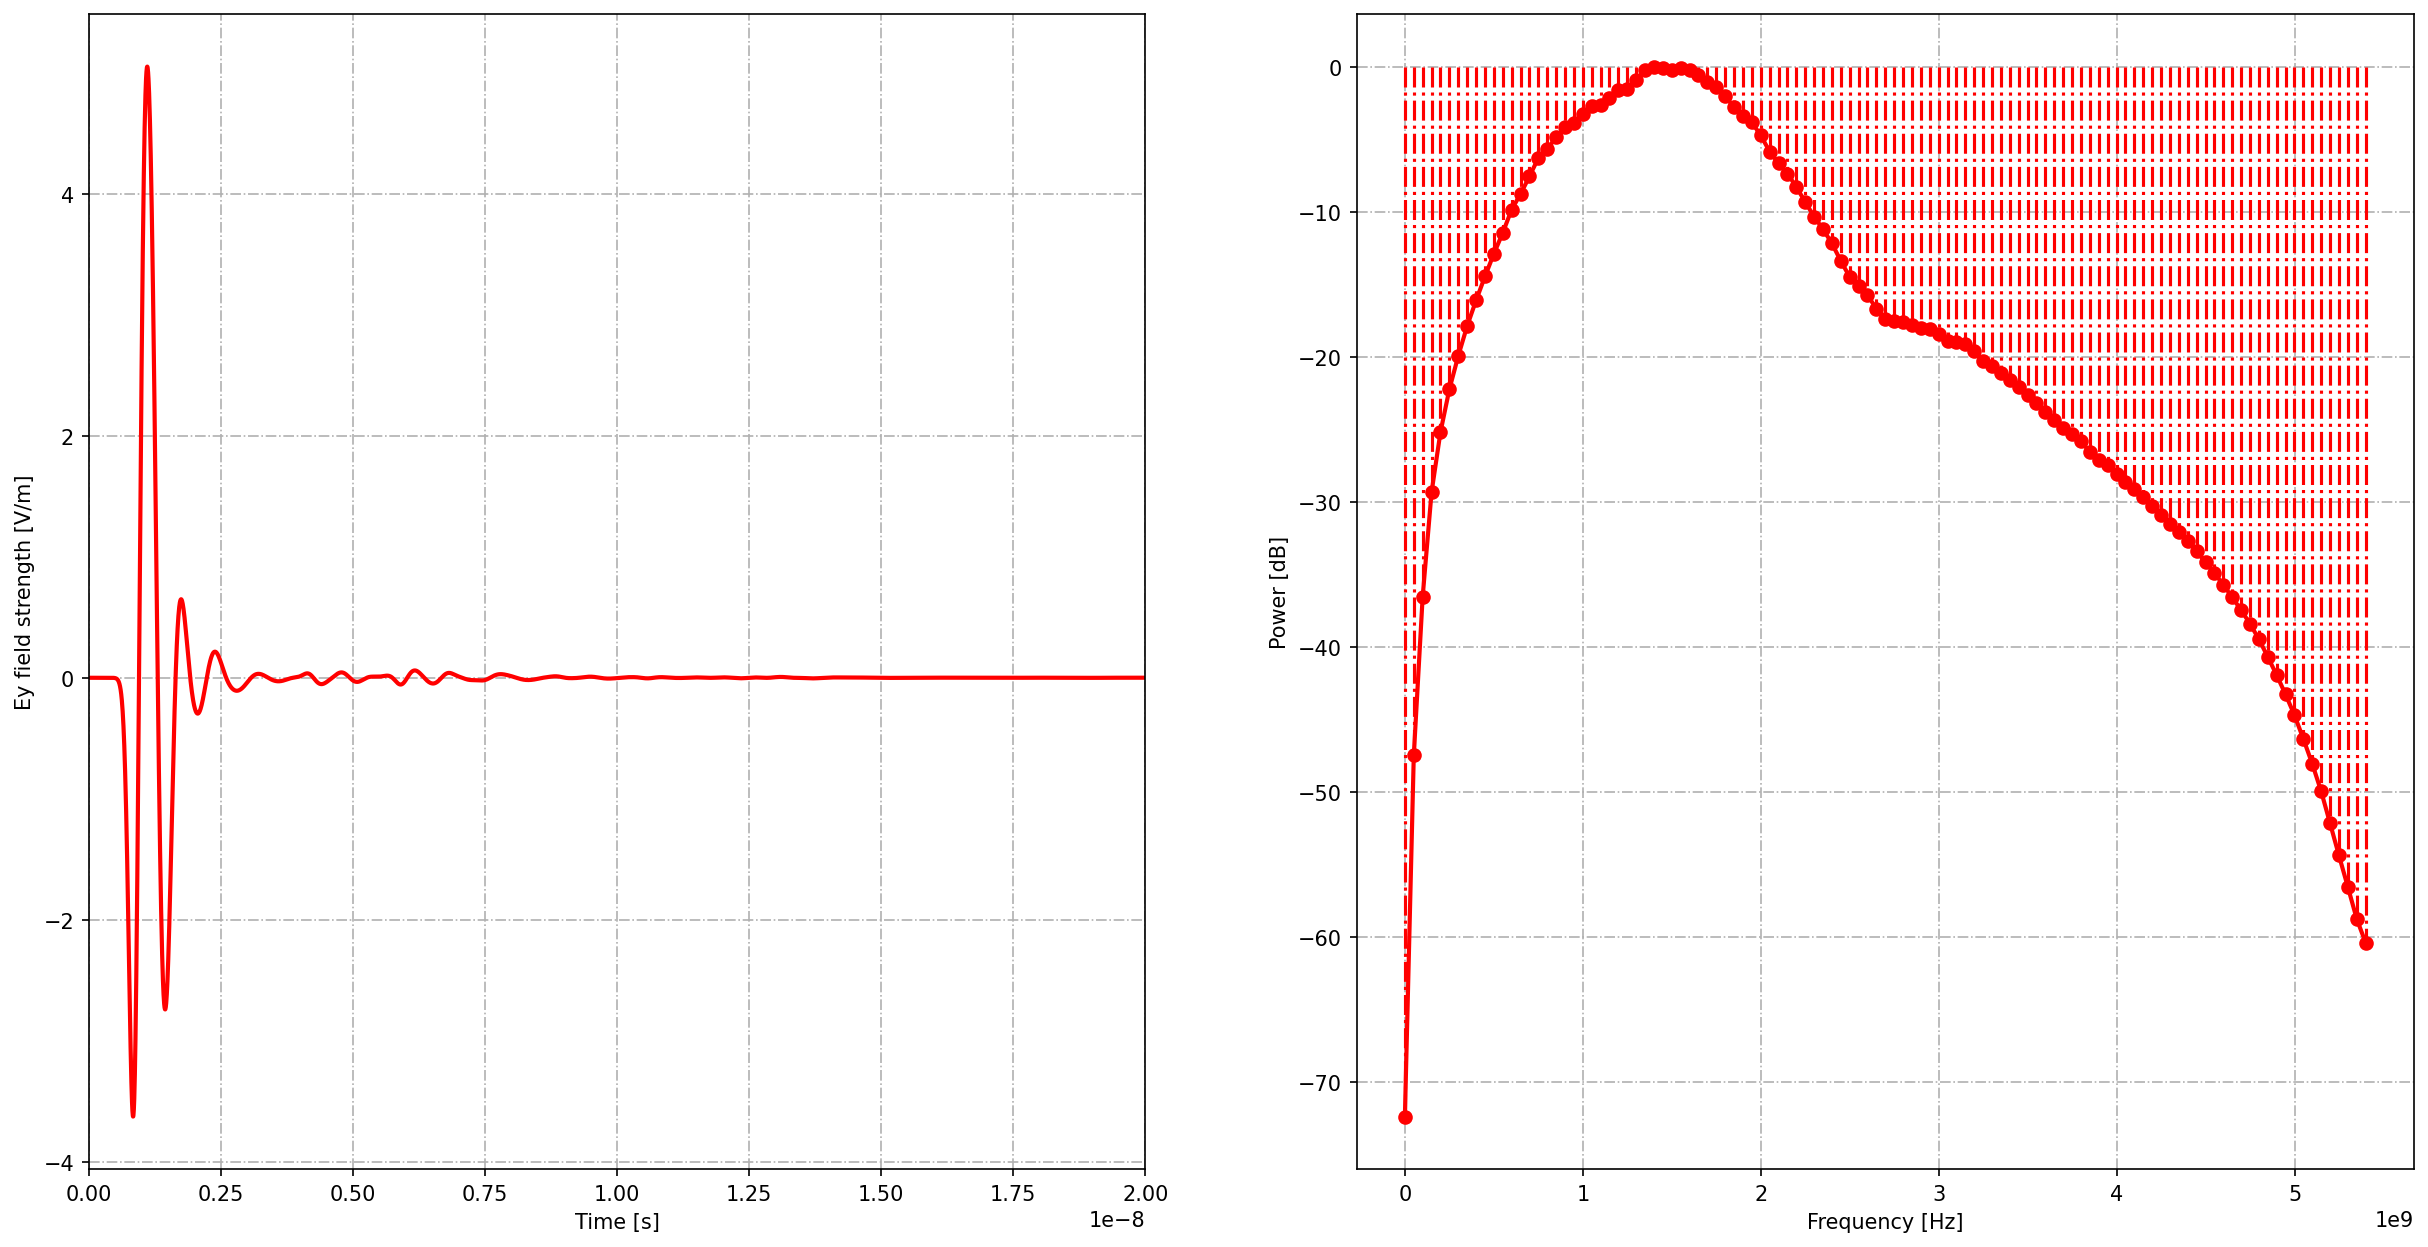 4
2
0
−2
−4
Ey field strength [V/m]
0.00 0.25 0.50 0.75 1.00 1.25 1.50 1.75 2.00
1e−8
Time [s]
0
−10
−20
−30
−40
−50
−60
−70
Power [dB]
0 1 2 3 4 5
1e9
Frequency [Hz]